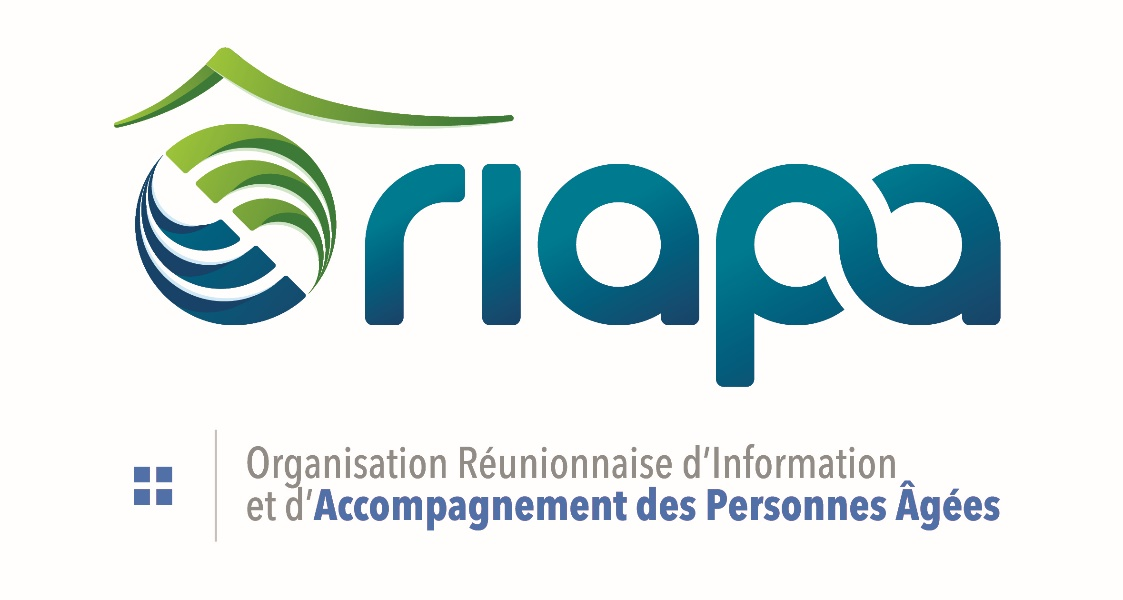 Oriapa
Organisation Réunionnaise d'Information
et d'Accompagnement des Personnes Âgées